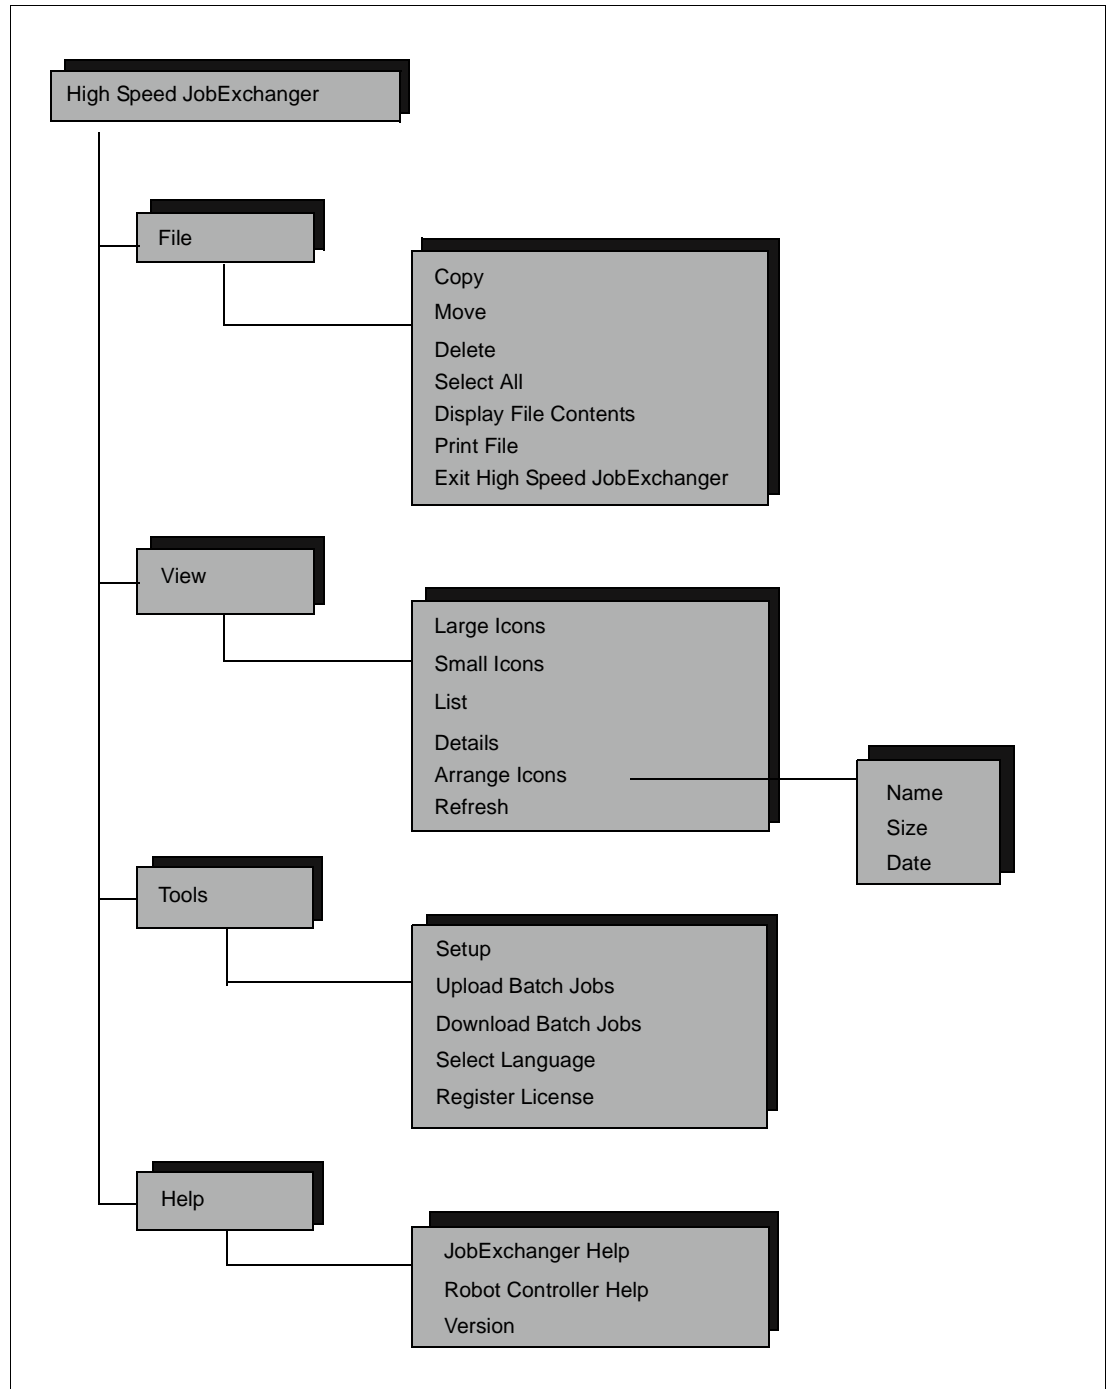 High Speed JobExchanger
File
Copy
Move
Delete
Select All
Display File Contents
Print File
Exit High Speed JobExchanger
View
Large Icons
Small Icons
List
Details
Arrange Icons
Refresh
Name
Size
Date
Tools
Setup
Upload Batch Jobs
Download Batch Jobs
Select Language
Register License
Help
JobExchanger Help
Robot Controller Help
Version